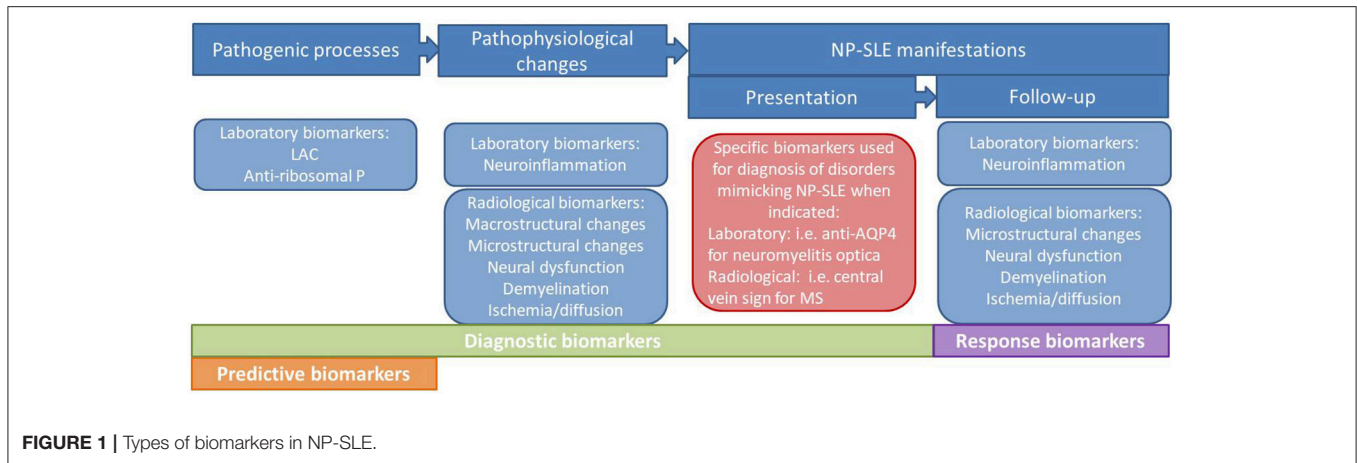 Pathogenic processes
Pathophysiological
changes
NP-SLE manifestations
Presentation
Follow-up
Laboratory biomarkers:
LAC
Anti-ribosomal P
Laboratory biomarkers:
Neuroinflammation
Radiological biomarkers:
Macrostructural changes
Microstructural changes
Neural dysfunction
Demyelination
Ischemia/diffusion
Specific biomarkers used
for diagnosis of disorders
mimicking NP-SLE when
indicated:
Laboratory: i.e. anti-AQP4
for neuromyelitis optica
Radiological: i.e. central
vein sign for MS
Laboratory biomarkers:
Neuroinflammation
Radiological biomarkers:
Microstructural changes
Neural dysfunction
Demyelination
Ischemia/diffusion
Diagnostic biomarkers
Response biomarkers
Predictive biomarkers
FIGURE 1 | Types of biomarkers in NP-SLE.